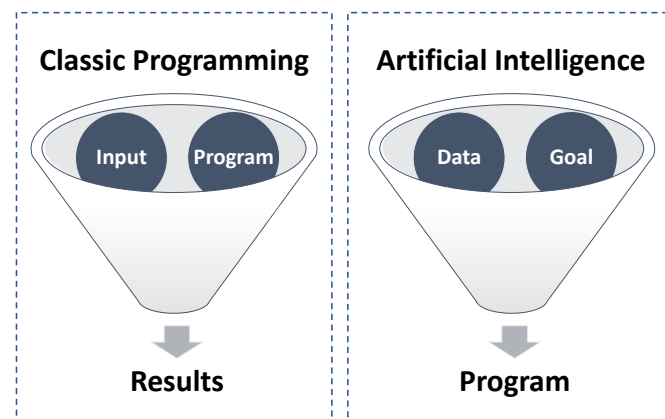 Classic Programming
Input
Program
Results
Artificial Intelligence
Data
Goal
Program